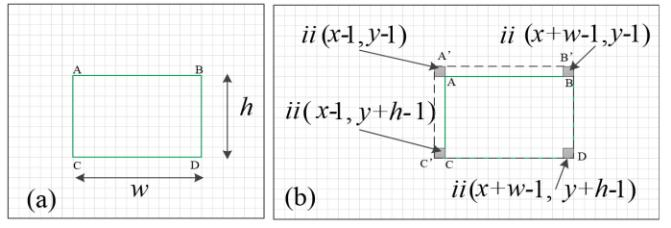 A B
h
C D
w
(a)
ii(x-1,y-1) ii (x+w-1,y-1)
A' B'
A B
ii( x-1, y+h-1)
C' C D
ii(x+w-1, y+h-1)
(b)